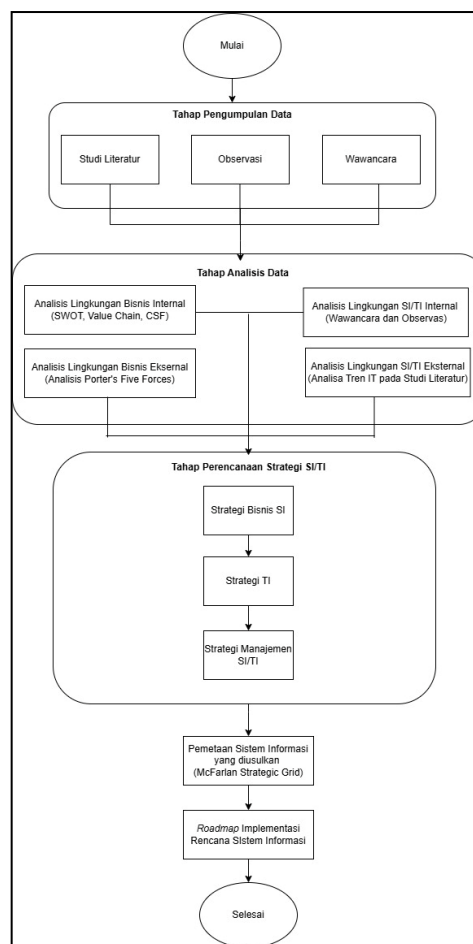 Mulai
Tahap Pengumpulan Data
Studi Literatur
Observasi
Wawancara
Tahap Analisis Data
Analisis Lingkungan Bisnis Internal
(SWOT, Value Chain, CSF)
Analisis Lingkungan SI/TI Internal
(Wawancara dan Observas)
Analisis Lingkungan Bisnis Eksernal
(Analisis Porter's Five Forces)
Analisis Lingkungan SI/TI Eksternal
(Analisa Tren IT pada Studi Literatur)
Tahap Perencanaan Strategi SI/TI
Strategi Bisnis SI
Strategi TI
Strategi Manajemen
SI/TI
Pemetaan Sistem Informasi
yang diusulkan
(McFarlan Strategic Grid)
Roadmap Implementasi
Rencana SIstem Informasi
Selesai